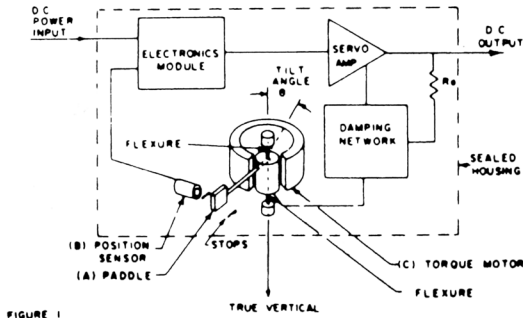 DC
POWER
INPUT
ELECTRONICS
MODULE
SERVO
AMP
DC
OUTPUT
TILT
ANGLE
θ
Ro
FLEXURE
DAMPING
NETWORK
SEALED
HOUSING
(B) POSITION
SENSOR
STOPS
(A) PADDLE
(C) TORQUE MOTOR
FLEXURE
TRUE VERTICAL
FIGURE 1